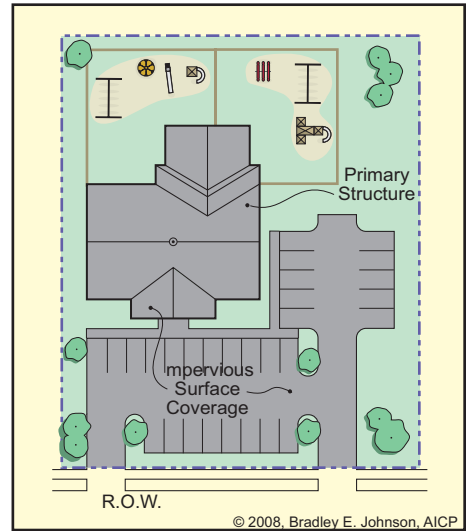 Primary
Structure
mpervious
Surface
Coverage
R.O.W.
© 2008, Bradley E. Johnson, AICP